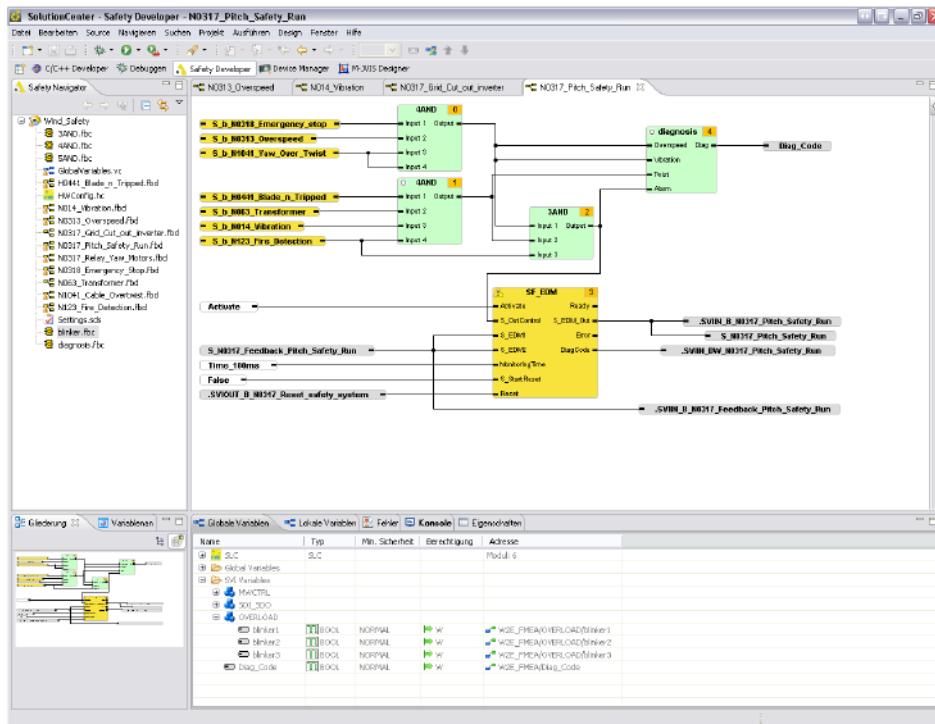 SolutionCenter - Safety Developer - N0317_Pitch_Safety_Run
Datei Bearbeiten Source Navigieren Suchen Projekt Ausführen Design Fenster Hilfe
C/C++ Developer Debuggen Safety Developer Device Manager M-JVIS Designer
Safety Navigator
N0313_Overspeed N014_Vibration N0317_Grid_Cut_out_inverter N0317_Pitch_Safety_Run
Wind_Safety
3AND.fbc
4AND.fbc
5AND.fbc
GlobalVariables.vc
H0441_Blade_n_Tripped.fbd
HWConfig.hc
N014_Vibration.fbd
N0313_Overspeed.fbd
N0317_Grid_Cut_out_inverter.fbd
N0317_Pitch_Safety_Run.fbd
N0317_Relay_Yaw_Motors.fbd
N0318_Emergency_Stop.fbd
N063_Transformer.fbd
N1041_Cable_Overtwist.fbd
N123_Fire_Detection.fbd
Settings.sds
blinker.fbc
diagnosis.fbc
4AND 0
S_b_N0318_Emergency_stop Input 1 Output
S_b_N0313_Overspeed Input 2
S_b_N1041_Yaw_Over_Twist Input 3
Input 4
diagnosis 4
Overspeed Diag Diag_Code
Vibration
Twist
Alarm
4AND 1
S_b_H0441_Blade_n_Tripped Input 1 Output
S_b_N063_Transformer Input 2
S_b_N014_Vibration Input 3
S_b_N123_Fire_Detection Input 4
3AND 2
Input 1 Output
Input 2
Input 3
SF_EDM 3
Activate Activate Ready
S_OutControl S_EDM_Out .SVIIN_B_N0317_Pitch_Safety_Run
S_EDM1 Error S_N0317_Pitch_Safety_Run
S_N0317_Feedback_Pitch_Safety_Run S_EDM2 DiagCode .SVIIN_DW_N0317_Pitch_Safety_Run
Time_100ms MonitoringTime
False S_StartReset
.SVIOUT_B_N0317_Reset_safety_system Reset
.SVIIN_B_N0317_Feedback_Pitch_Safety_Run
Gliederung Variablenan
Globale Variablen Lokale Variablen Fehler Konsole Eigenschaften
Name Typ Min. Sicherheit Berechtigung Adresse
SLC SLC Modul: 6
Global Variables
SVI Variables
MWCTRL
SDI_SDO
OVERLOAD
blinker1 BOOL NORMAL W W2E_FMEA/OVERLOAD/blinker1
blinker2 BOOL NORMAL W W2E_FMEA/OVERLOAD/blinker2
blinker3 BOOL NORMAL W W2E_FMEA/OVERLOAD/blinker3
Diag_Code BOOL NORMAL W W2E_FMEA/Diag_Code